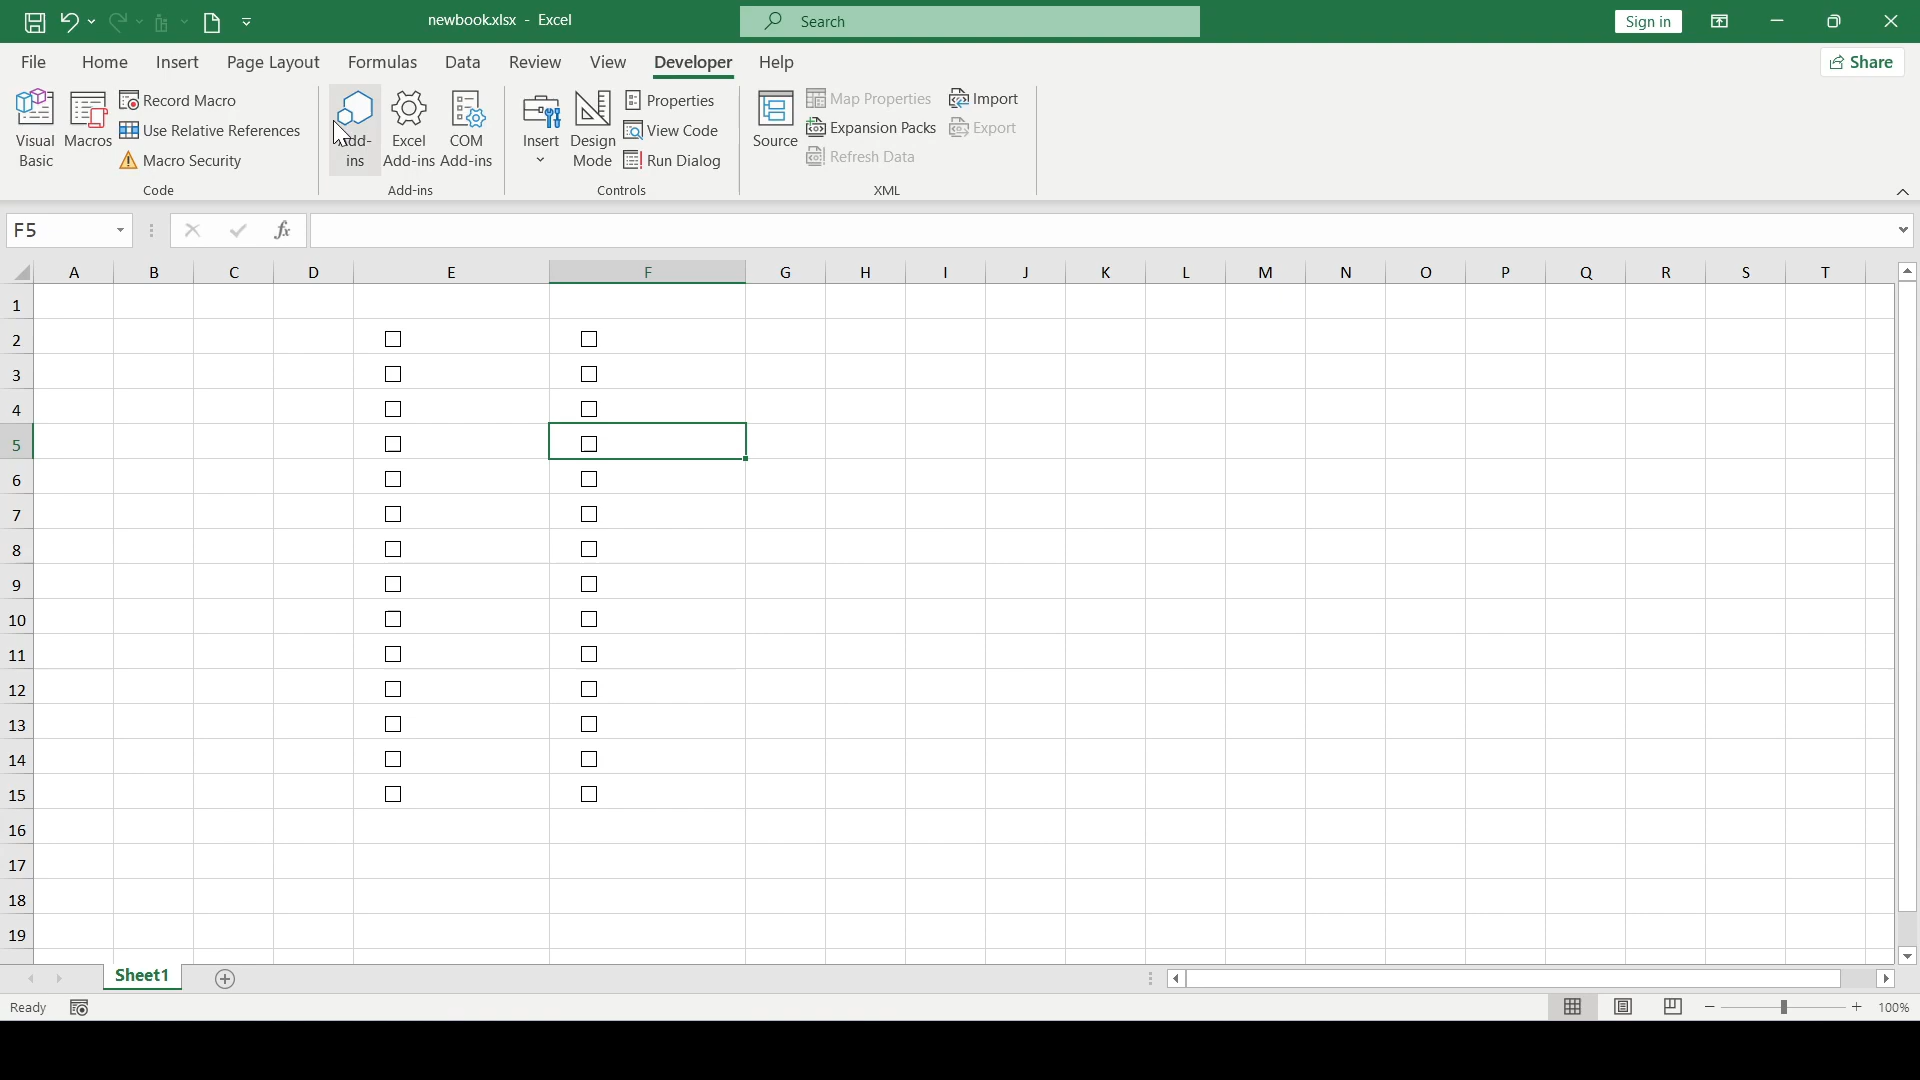 newbook.xlsx - Excel
Search
Sign in
File Home Insert Page Layout Formulas Data Review View Developer Help
Share
Visual Basic
Macros
Record Macro
Use Relative References
Macro Security
Code
Add-ins
Excel Add-ins
COM Add-ins
Add-ins
Insert
Design Mode
Properties
View Code
Run Dialog
Controls
Source
Map Properties
Expansion Packs
Refresh Data
Import
Export
XML
F5
fx
A B C D E F G H I J K L M N O P Q R S T
1
2
3
4
5
6
7
8
9
10
11
12
13
14
15
16
17
18
19
Sheet1
Ready
100%